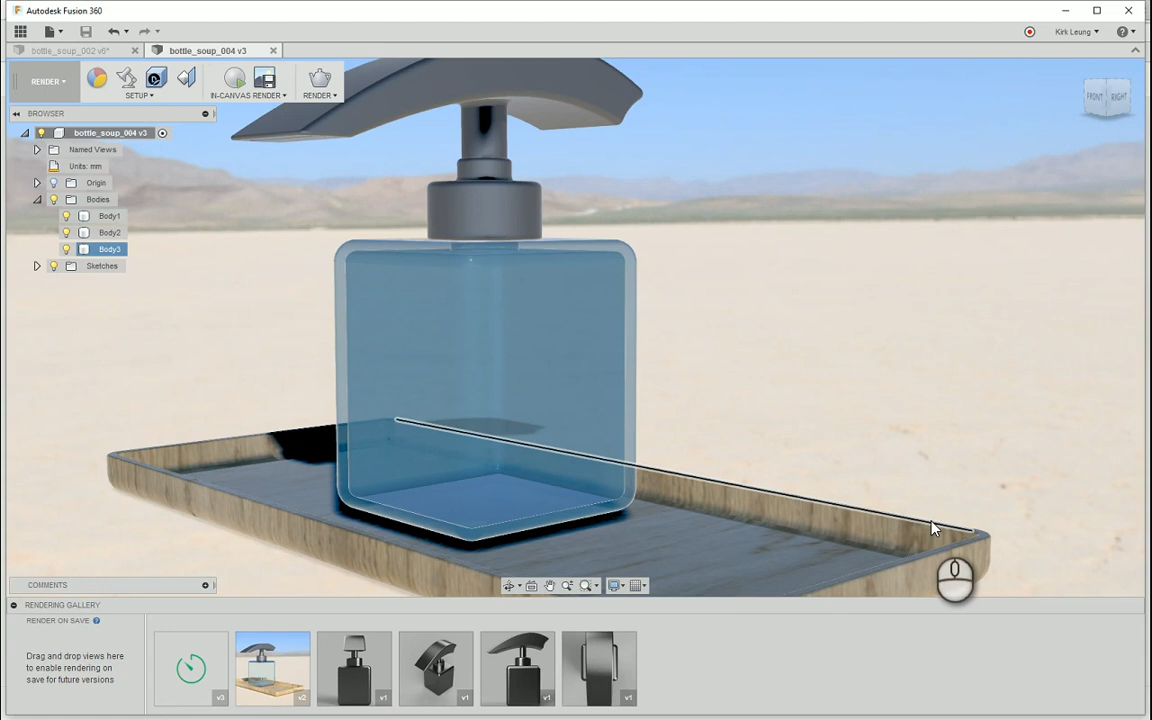 Autodesk Fusion 360
Kirk Leung
bottle_soup_002 v6*
bottle_soup_004 v3
RENDER
SETUP
IN-CANVAS RENDER
RENDER
FRONT
RIGHT
BROWSER
bottle_soup_004 v3
Named Views
Units: mm
Origin
Bodies
Body1
Body2
Body3
Sketches
COMMENTS
RENDERING GALLERY
RENDER ON SAVE
Drag and drop views here
to enable rendering on
save for future versions
v3
v2
v1
v1
v1
v1